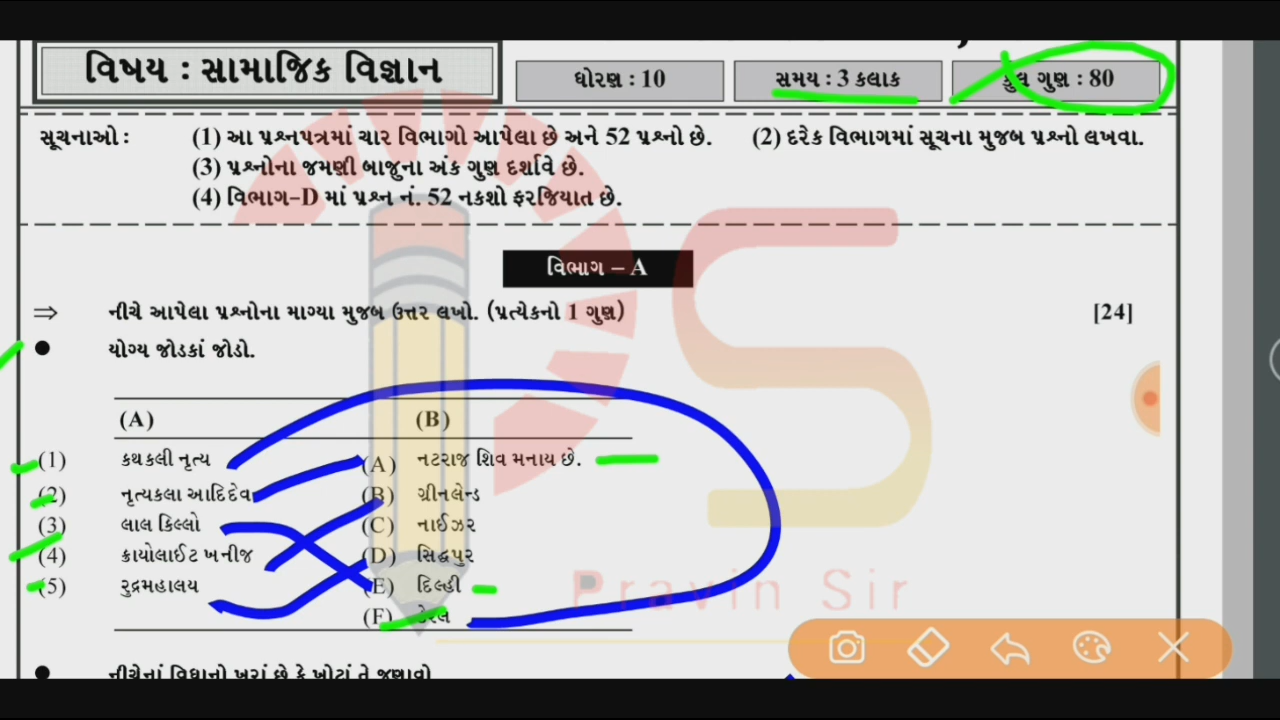 વિષય : સામાજિક વિજ્ઞાન
ધોરણ : 10
સમય : 3 કલાક
કુલ ગુણ : 80
સૂચનાઓ : (1) આ પ્રશ્નપત્રમાં ચાર વિભાગો આપેલા છે અને 52 પ્રશ્નો છે. (2) દરેક વિભાગમાં સૂચના મુજબ પ્રશ્નો લખવા.
(3) પ્રશ્નોના જમણી બાજુના અંક ગુણ દર્શાવે છે.
(4) વિભાગ–D માં પ્રશ્ન નં. 52 નકશો ફરજિયાત છે.
વિભાગ – A
⇒ નીચે આપેલા પ્રશ્નોના માગ્યા મુજબ ઉત્તર લખો. (પ્રત્યેકનો 1 ગુણ) [24]
● યોગ્ય જોડકાં જોડો.
(A) (B)
(1) કથકલી નૃત્ય (A) નટરાજ શિવ મનાય છે.
(2) નૃત્યકલા આદિદેવ (B) ગ્રીનલેન્ડ
(3) લાલ કિલ્લો (C) નાઈઝર
(4) ક્રાયોલાઈટ ખનીજ (D) સિદ્ધપુર
(5) રુદ્રમહાલય (E) દિલ્હી
(F) કેરલ
Pravin Sir
● નીચેનાં વિધાનો ખરાં છે કે ખોટાં તે જણાવો.